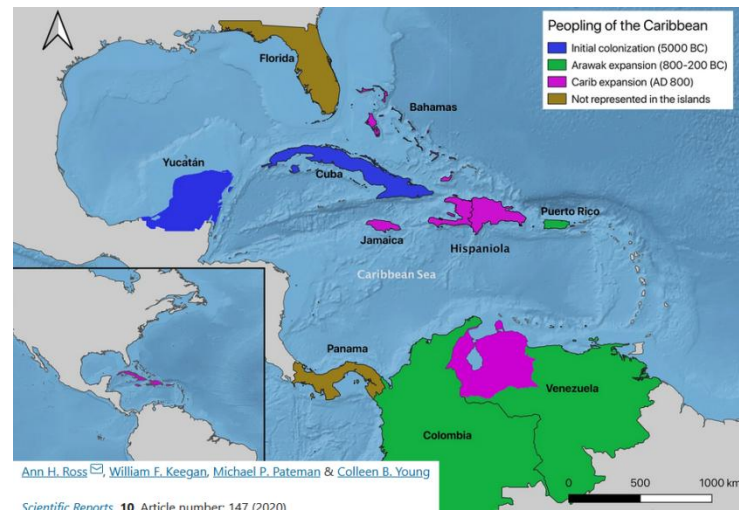 Peopling of the Caribbean
Initial colonization (5000 BC)
Arawak expansion (800-200 BC)
Carib expansion (AD 800)
Not represented in the islands
Florida
Bahamas
Yucatán
Cuba
Puerto Rico
Jamaica
Hispaniola
Caribbean Sea
Panama
Venezuela
Colombia
0 500 1000 km
Ann H. Ross, William F. Keegan, Michael P. Pateman & Colleen B. Young
Scientific Reports 10, Article number: 147 (2020)